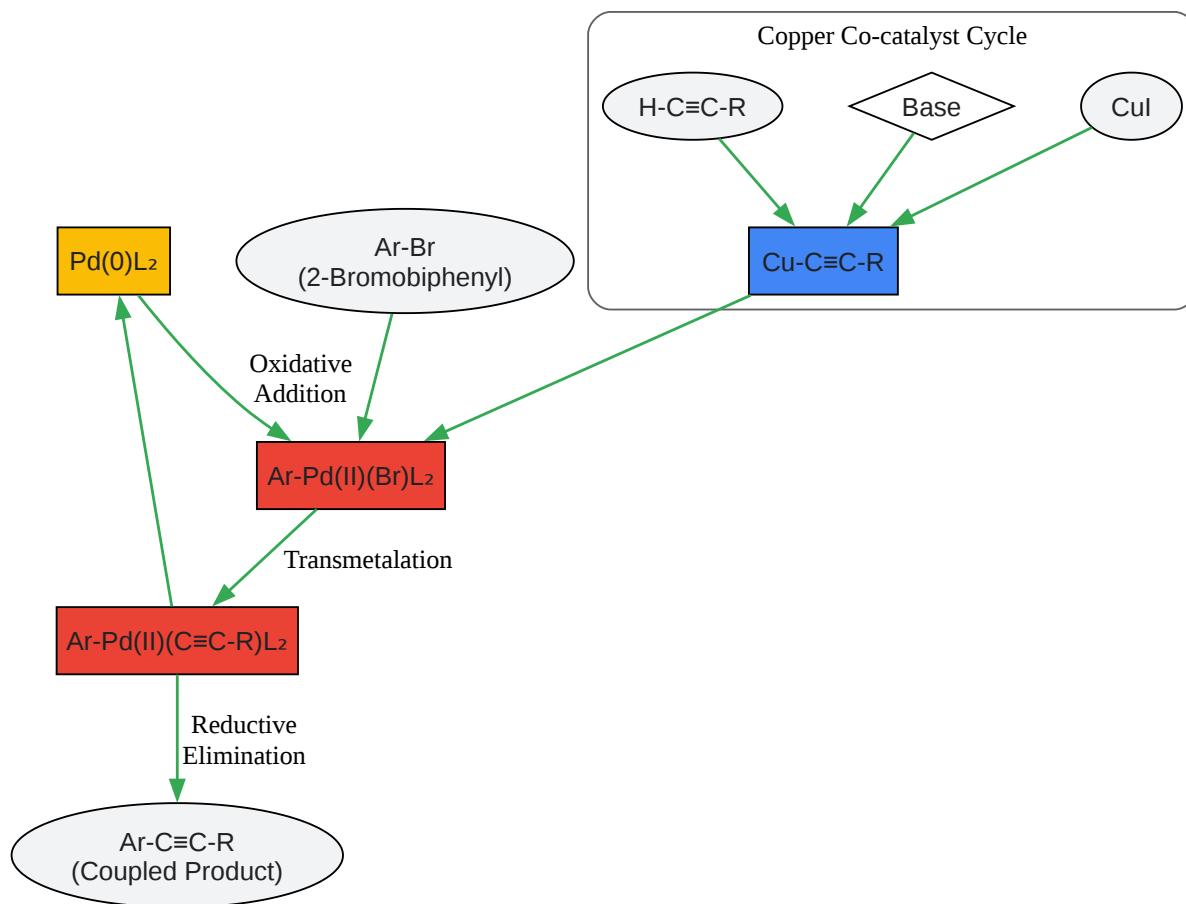 Copper Co-catalyst Cycle
H-C≡C-R
Base
CuI
Pd(0)L₂
Ar-Br
(2-Bromobiphenyl)
Cu-C≡C-R
Oxidative
Addition
Ar-Pd(II)(Br)L₂
Transmetalation
Ar-Pd(II)(C≡C-R)L₂
Reductive
Elimination
Ar-C≡C-R
(Coupled Product)